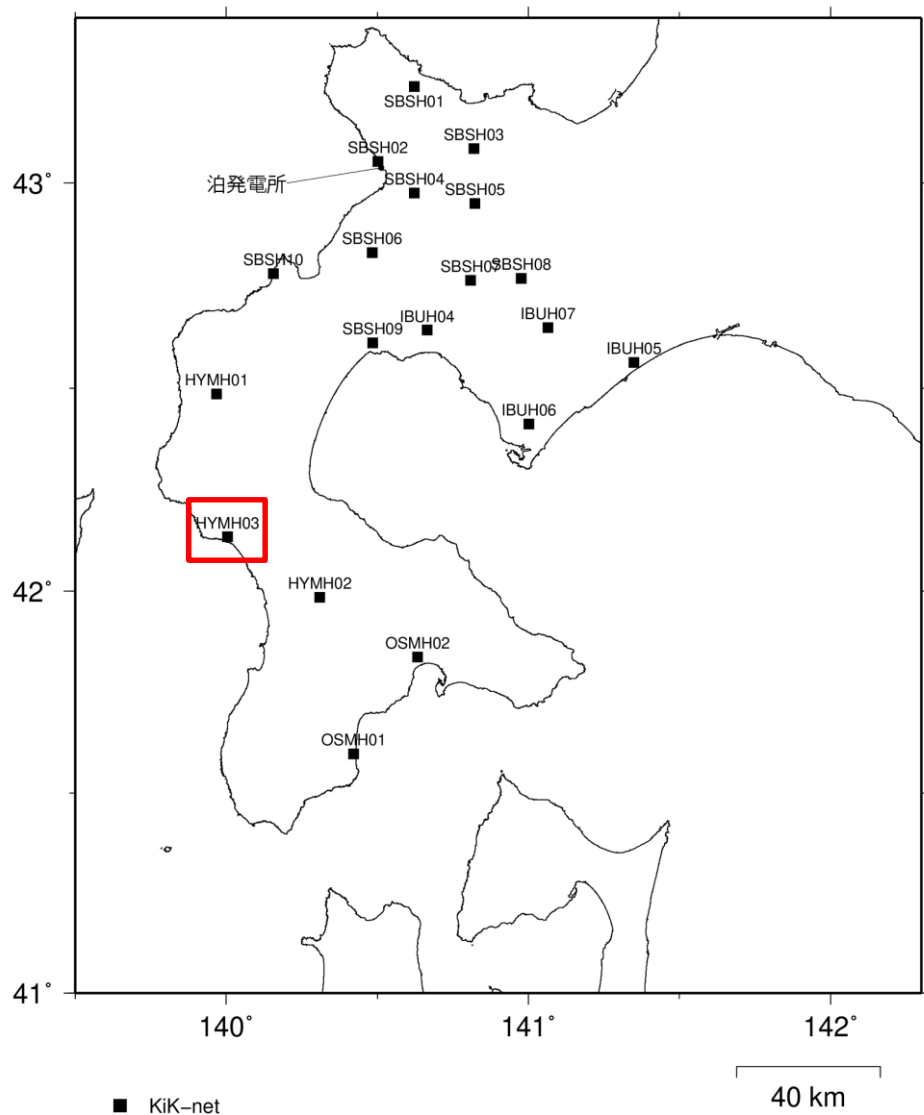 SBSH01
SBSH03
SBSH02
43°
泊発電所
SBSH04
SBSH05
SBSH06
SBSH10
SBSH07
SBSH08
IBUH04
IBUH07
SBSH09
IBUH05
HYMH01
IBUH06
HYMH03
42°
HYMH02
OSMH02
OSMH01
41°
140°
141°
142°
40 km
KiK-net